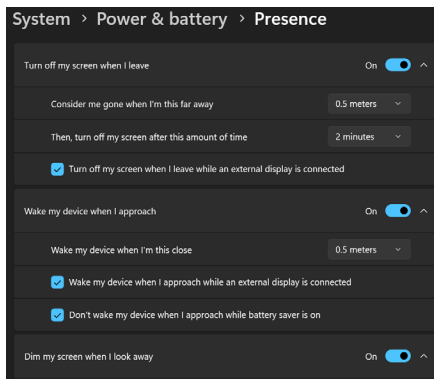 System > Power & battery > Presence
Turn off my screen when I leave On
Consider me gone when I'm this far away 0.5 meters
Then, turn off my screen after this amount of time 2 minutes
Turn off my screen when I leave while an external display is connected
Wake my device when I approach On
Wake my device when I'm this close 0.5 meters
Wake my device when I approach while an external display is connected
Don't wake my device when I approach while battery saver is on
Dim my screen when I look away On